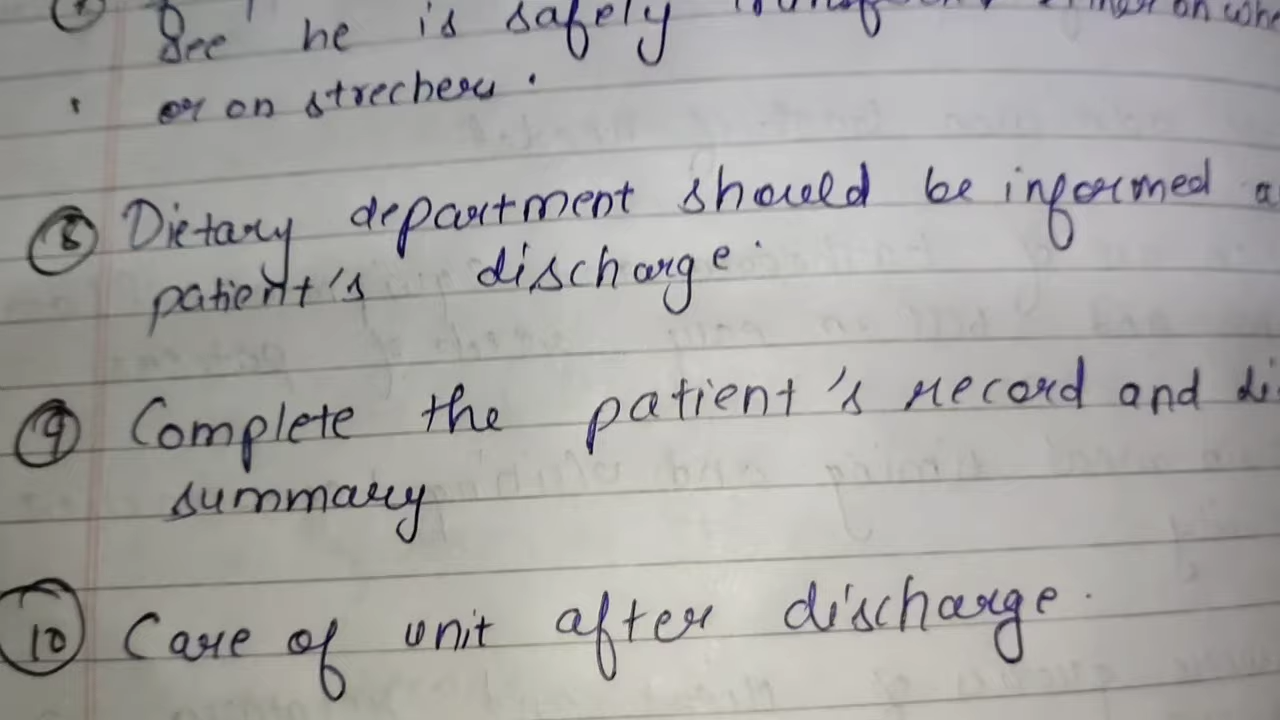 See he is safely
or on strechers.
⑧ Dietary department should be informed a
patient's discharge.
⑨ Complete the patient's record and di
summary
⑩ Care of unit after discharge.